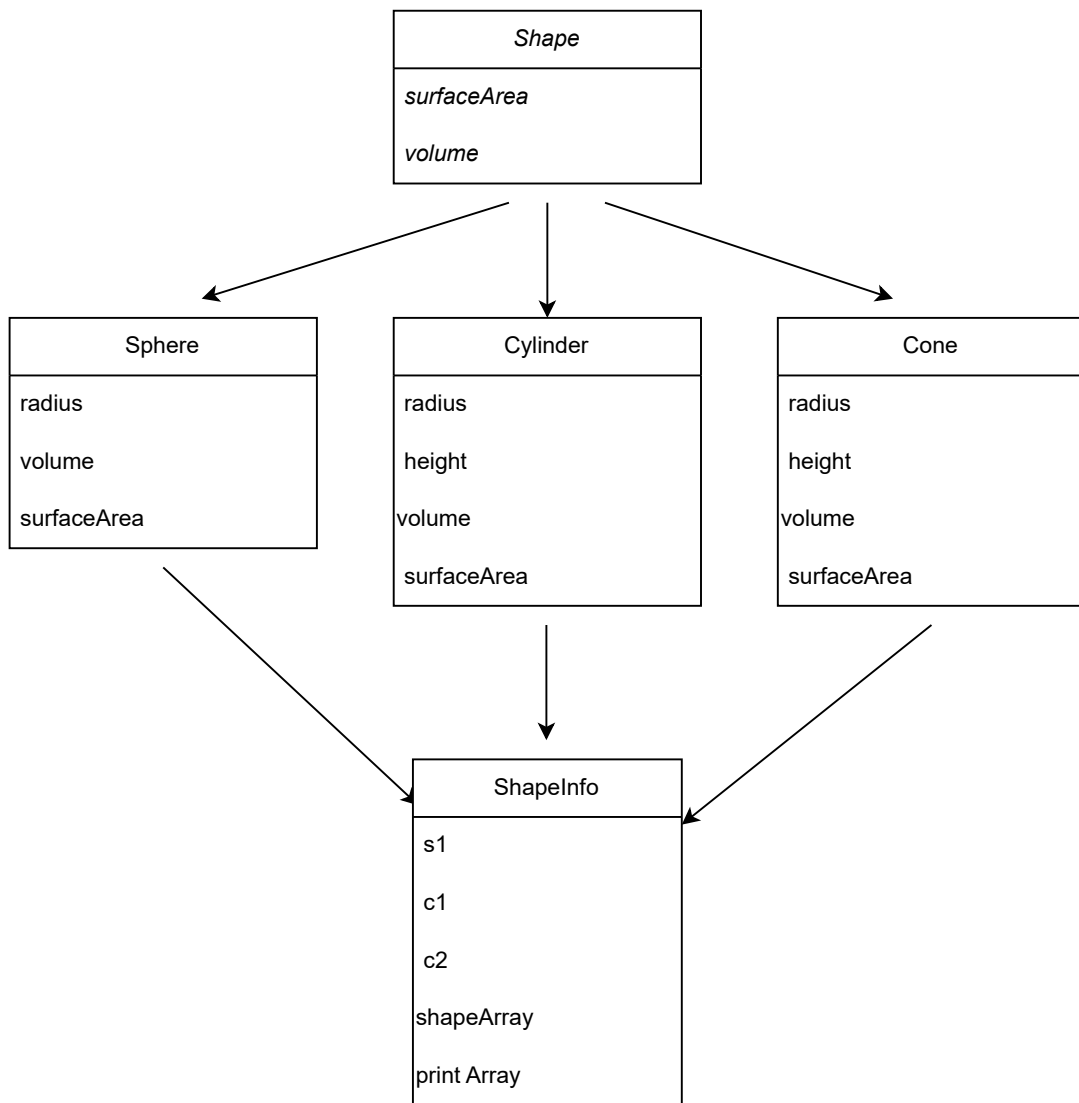 Shape
surfaceArea
volume
Sphere
radius
volume
surfaceArea
Cylinder
radius
height
volume
surfaceArea
Cone
radius
height
volume
surfaceArea
ShapeInfo
s1
c1
c2
shapeArray
print Array